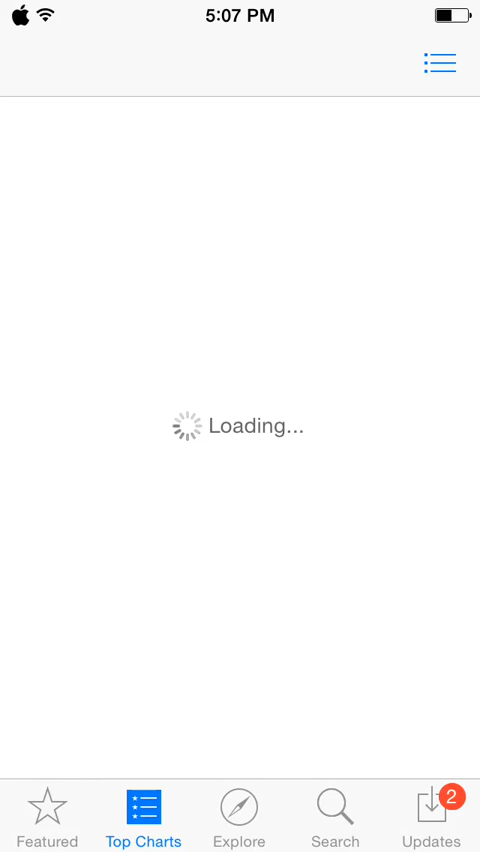 5:07 PM
Loading...
2
Featured
Top Charts
Explore
Search
Updates